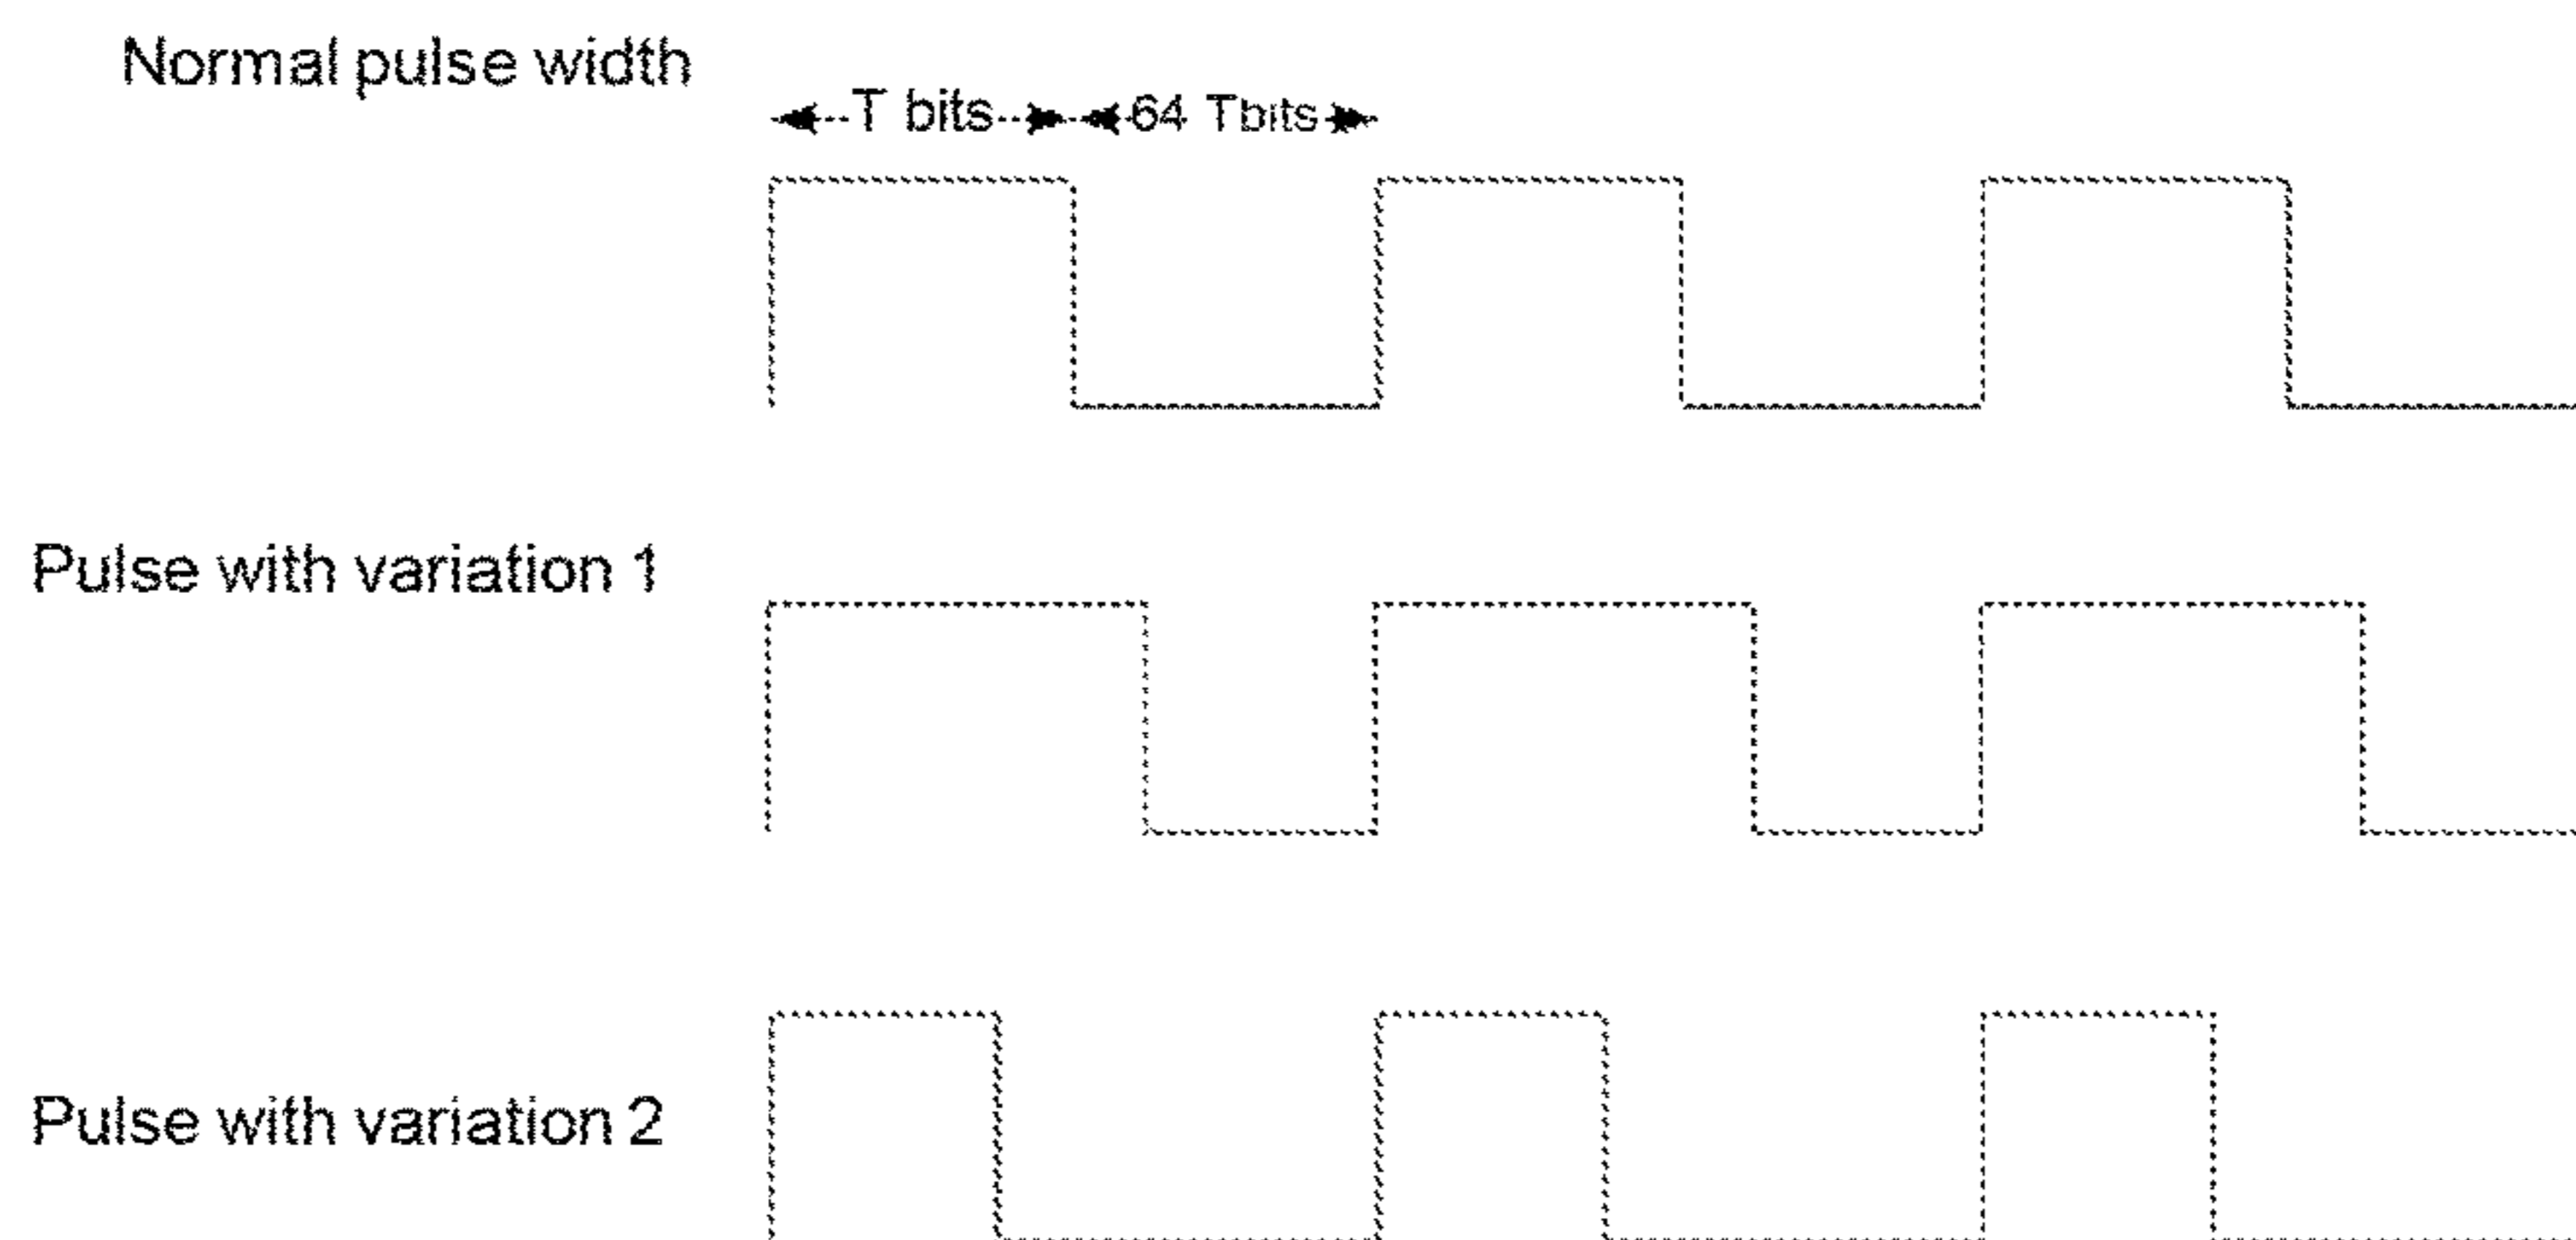 Normal pulse width
T bits 64 Tbits
Pulse with variation 1
Pulse with variation 2